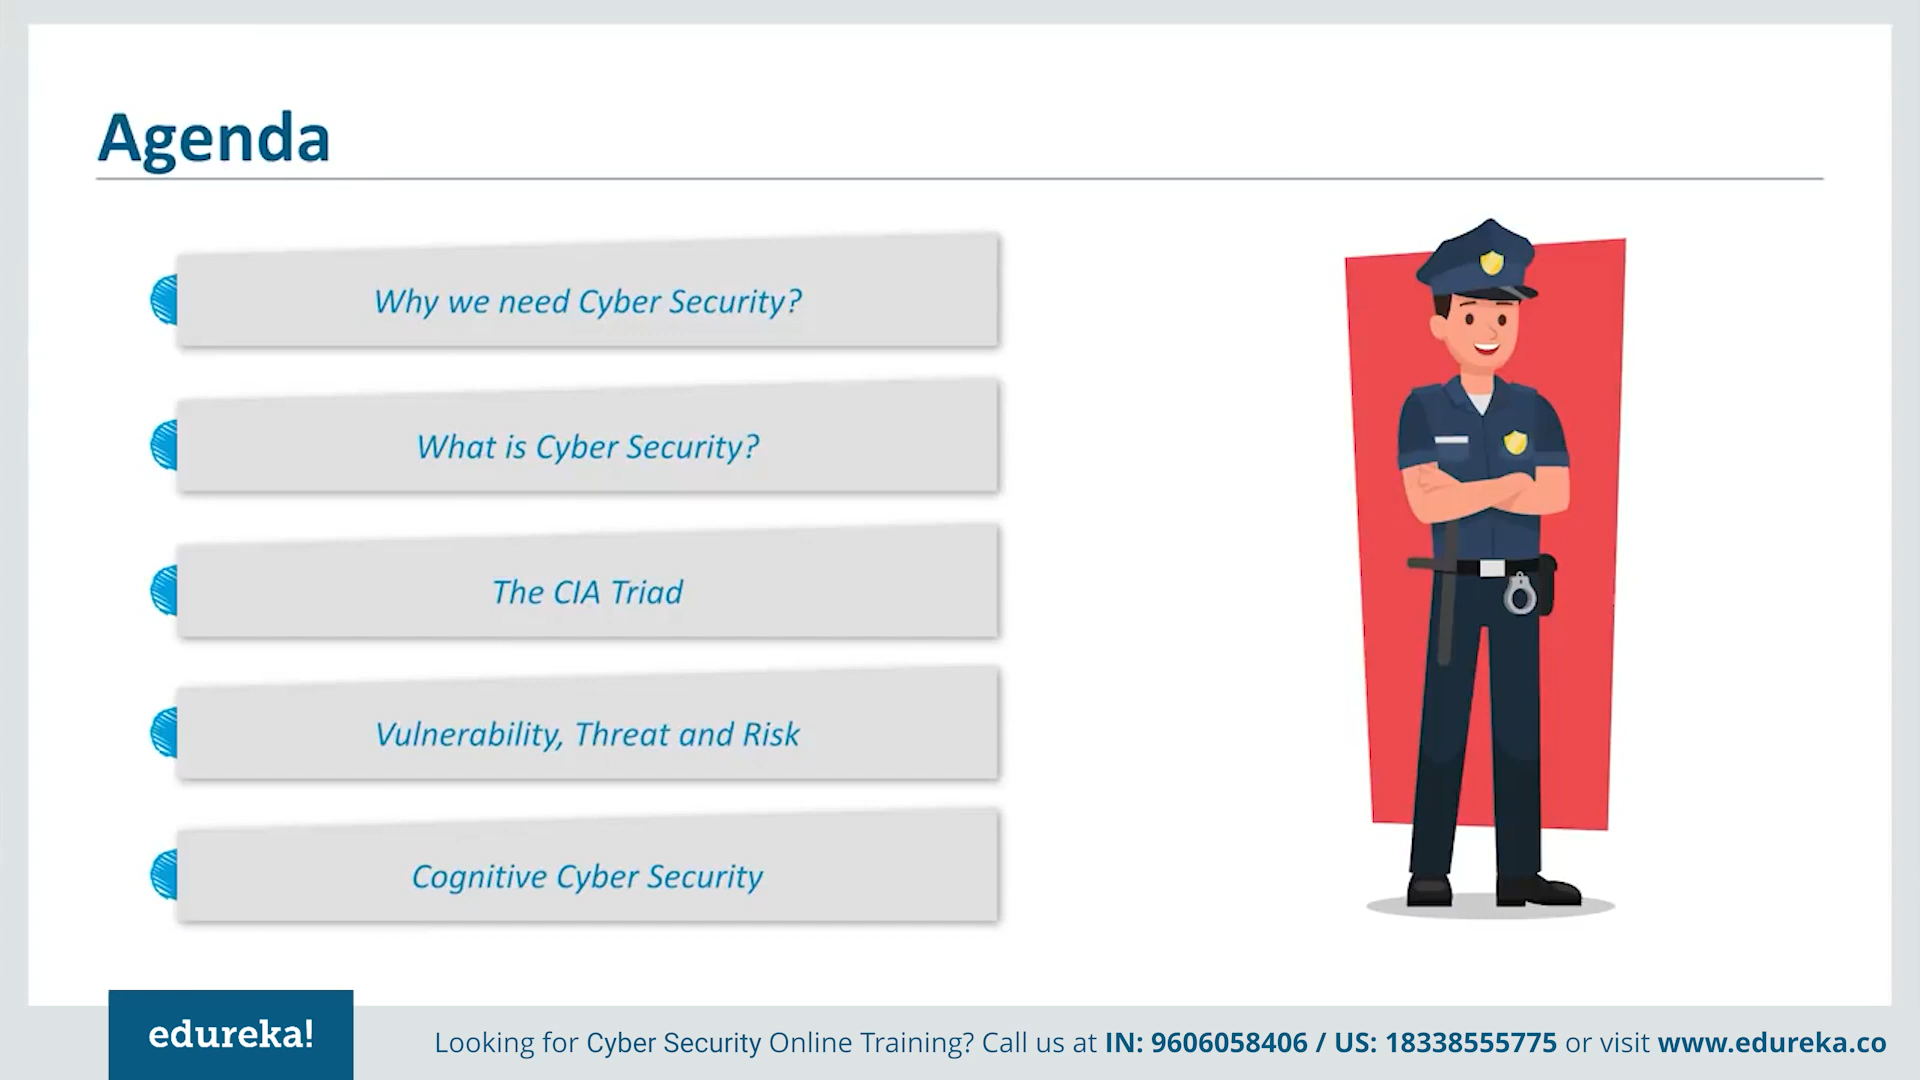 Agenda
Why we need Cyber Security?
What is Cyber Security?
The CIA Triad
Vulnerability, Threat and Risk
Cognitive Cyber Security
edureka!
Looking for Cyber Security Online Training? Call us at IN: 9606058406 / US: 18338555775 or visit www.edureka.co